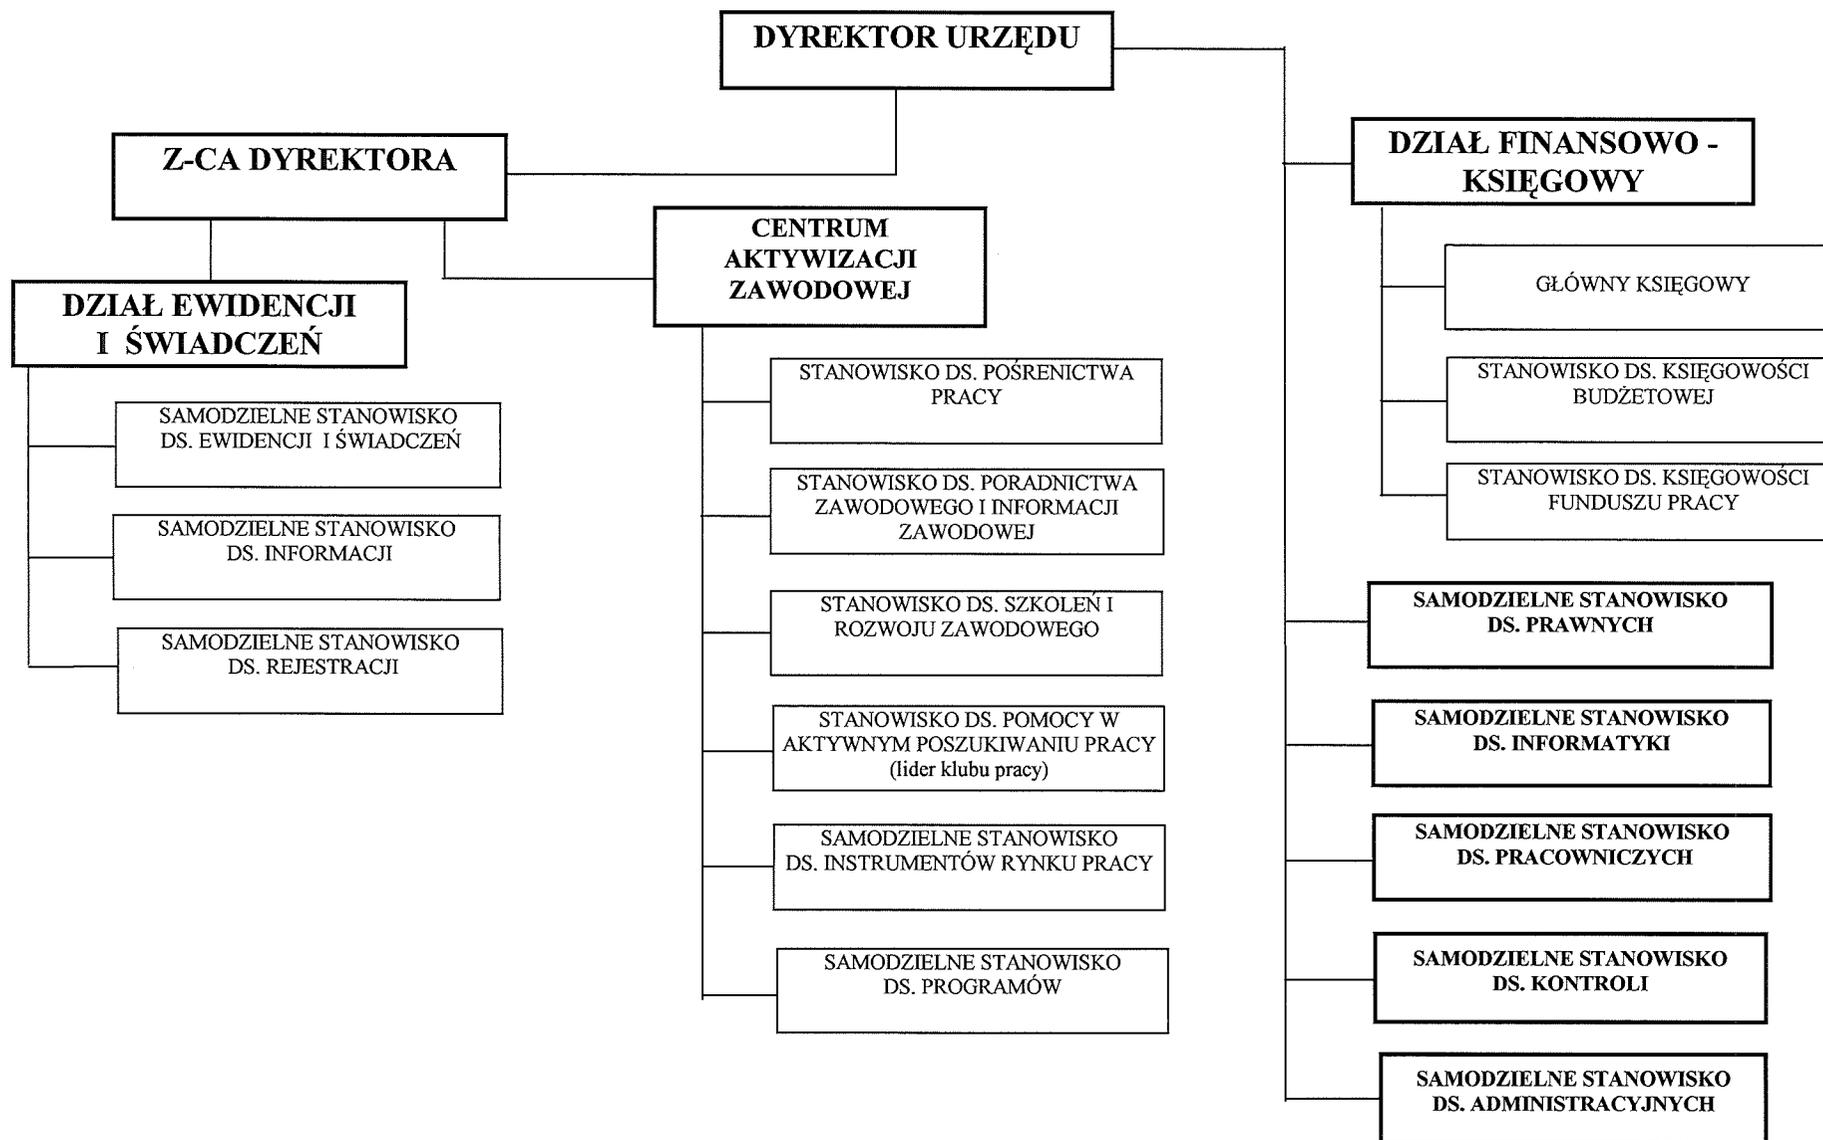 DYREKTOR URZĘDU
Z-CA DYREKTORA
DZIAŁ EWIDENCJI
I ŚWIADCZEŃ
SAMODZIELNE STANOWISKO
DS. EWIDENCJI I ŚWIADCZEŃ
SAMODZIELNE STANOWISKO
DS. INFORMACJI
SAMODZIELNE STANOWISKO
DS. REJESTRACJI
CENTRUM
AKTYWIZACJI
ZAWODOWEJ
STANOWISKO DS. POŚRENICTWA
PRACY
STANOWISKO DS. PORADNICTWA
ZAWODOWEGO I INFORMACJI
ZAWODOWEJ
STANOWISKO DS. SZKOLEŃ I
ROZWOJU ZAWODOWEGO
STANOWISKO DS. POMOCY W
AKTYWNYM POSZUKIWANIU PRACY
(lider klubu pracy)
SAMODZIELNE STANOWISKO
DS. INSTRUMENTÓW RYNKU PRACY
SAMODZIELNE STANOWISKO
DS. PROGRAMÓW
DZIAŁ FINANSOWO -
KSIĘGOWY
GŁÓWNY KSIĘGOWY
STANOWISKO DS. KSIĘGOWOŚCI
BUDŻETOWEJ
STANOWISKO DS. KSIĘGOWOŚCI
FUNDUSZU PRACY
SAMODZIELNE STANOWISKO
DS. PRAWNYCH
SAMODZIELNE STANOWISKO
DS. INFORMATYKI
SAMODZIELNE STANOWISKO
DS. PRACOWNICZYCH
SAMODZIELNE STANOWISKO
DS. KONTROLI
SAMODZIELNE STANOWISKO
DS. ADMINISTRACYJNYCH